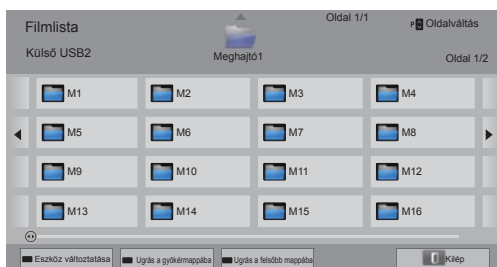 Filmlista
Oldal 1/1
P Oldalváltás
Külső USB2
Meghajtó1
Oldal 1/2
M1
M2
M3
M4
M5
M6
M7
M8
M9
M10
M11
M12
M13
M14
M15
M16
Eszköz változtatása
Ugrás a gyökérmappába
Ugrás a felsőbb mappába
Kilép